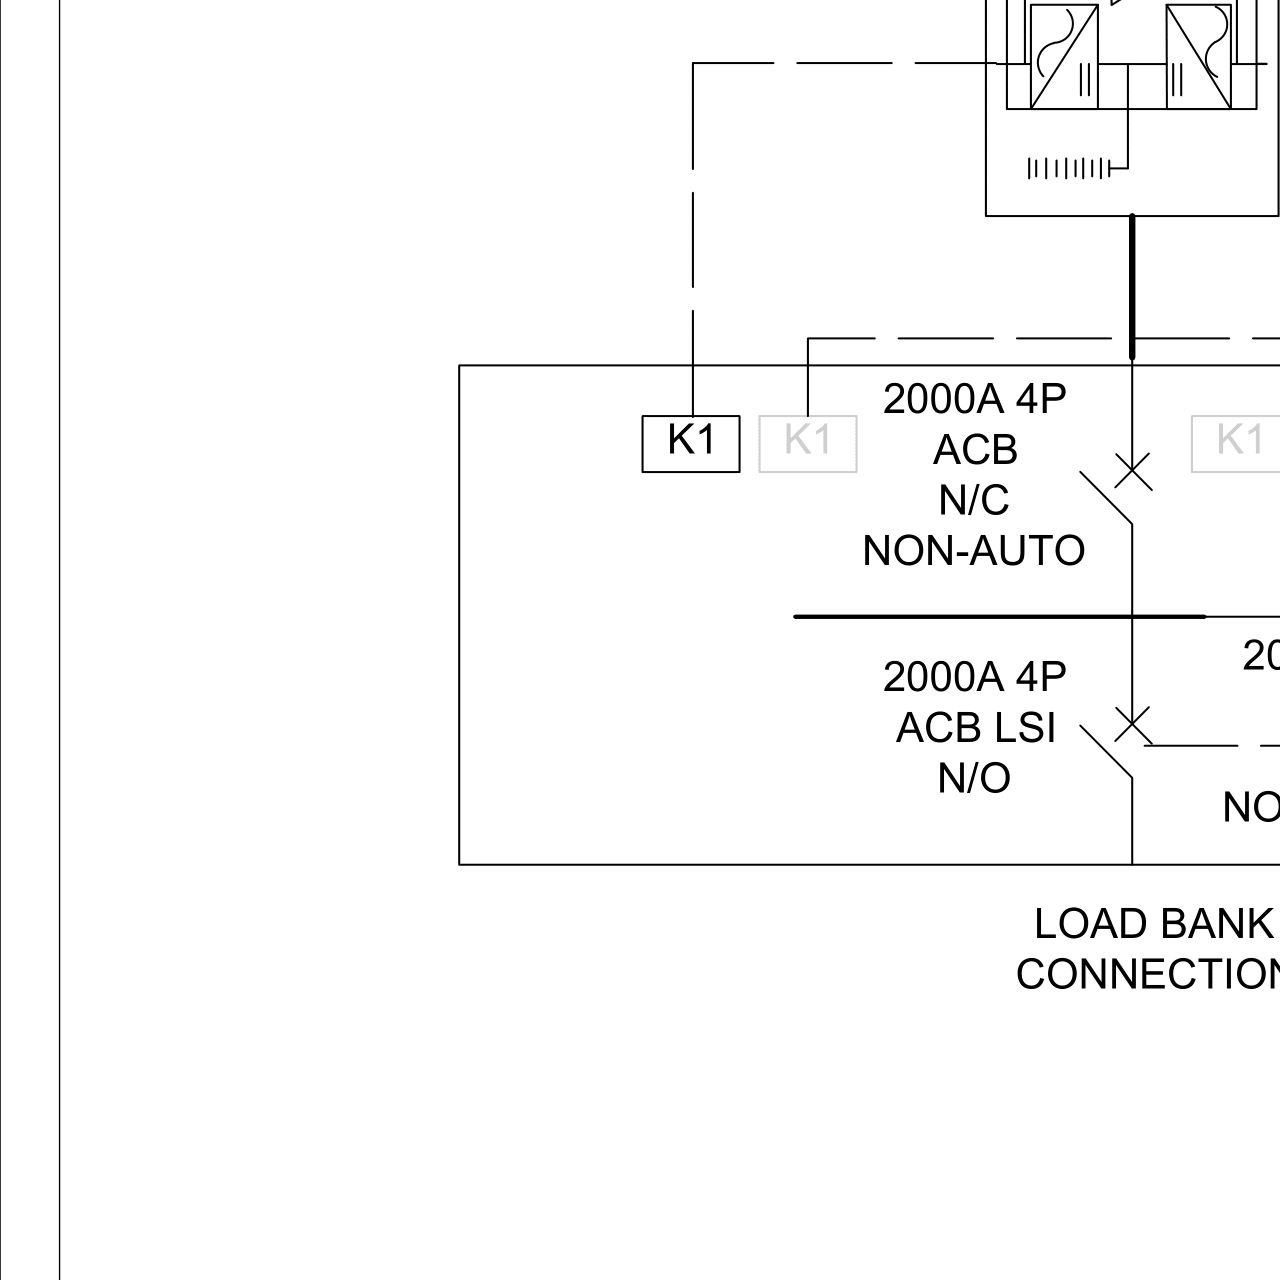 2000A 4P
ACB
N/C
NON-AUTO
K1
K1
K1
2000A 4P
ACB LSI
N/O
20
NO
LOAD BANK
CONNECTION